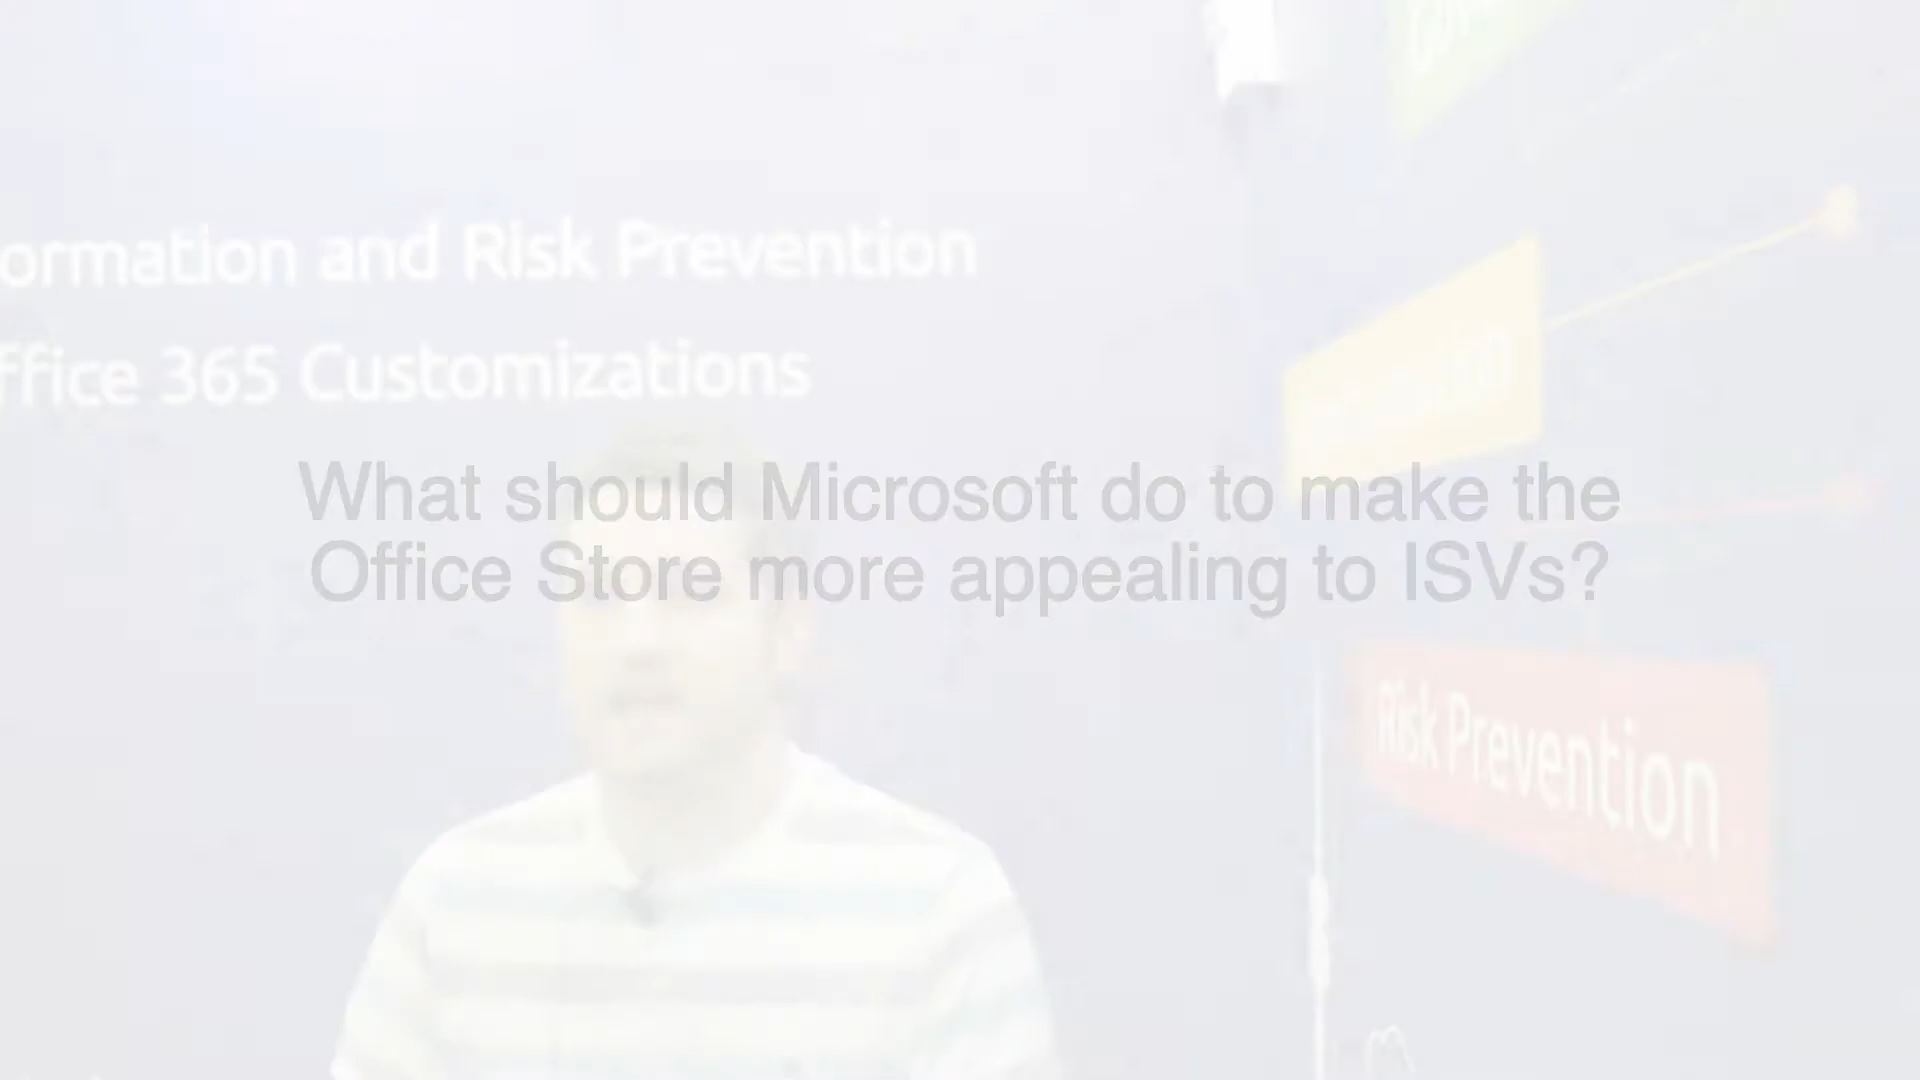 ormation and Risk Prevention
ffice 365 Customizations
What should Microsoft do to make the
Office Store more appealing to ISVs?
Risk Prevention